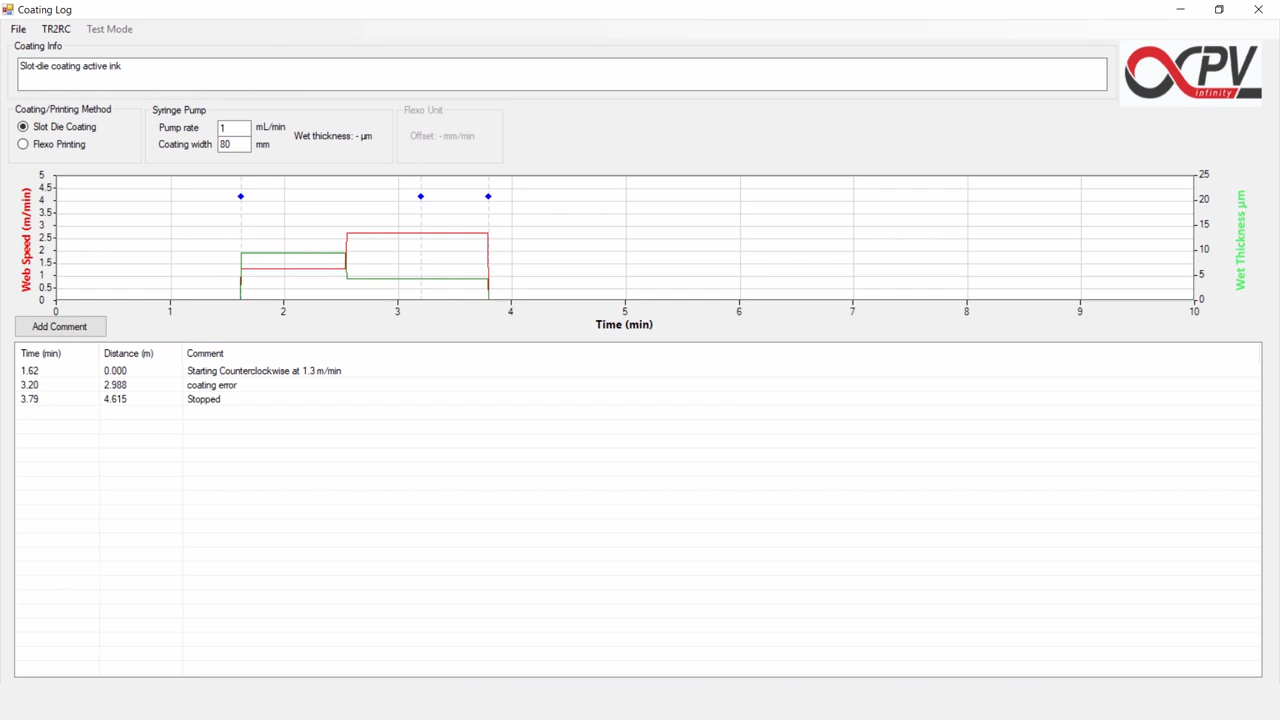 Coating Log
File TR2RC Test Mode
Coating Info
Slot-die coating active ink
CPV
Infinity
Coating/Printing Method
Slot Die Coating
Flexo Printing
Syringe Pump
Pump rate 1 mL/min
Coating width 80 mm
Wet thickness: - µm
Flexo Unit
Offset: - mm/min
Web Speed (m/min)
5
4.5
4
3.5
3
2.5
2
1.5
1
0.5
0
25
20
15
10
5
0
Wet Thickness µm
0 1 2 3 4 5 6 7 8 9 10
Time (min)
Add Comment
Time (min) Distance (m) Comment
1.62 0.000 Starting Counterclockwise at 1.3 m/min
3.20 2.988 coating error
3.79 4.615 Stopped